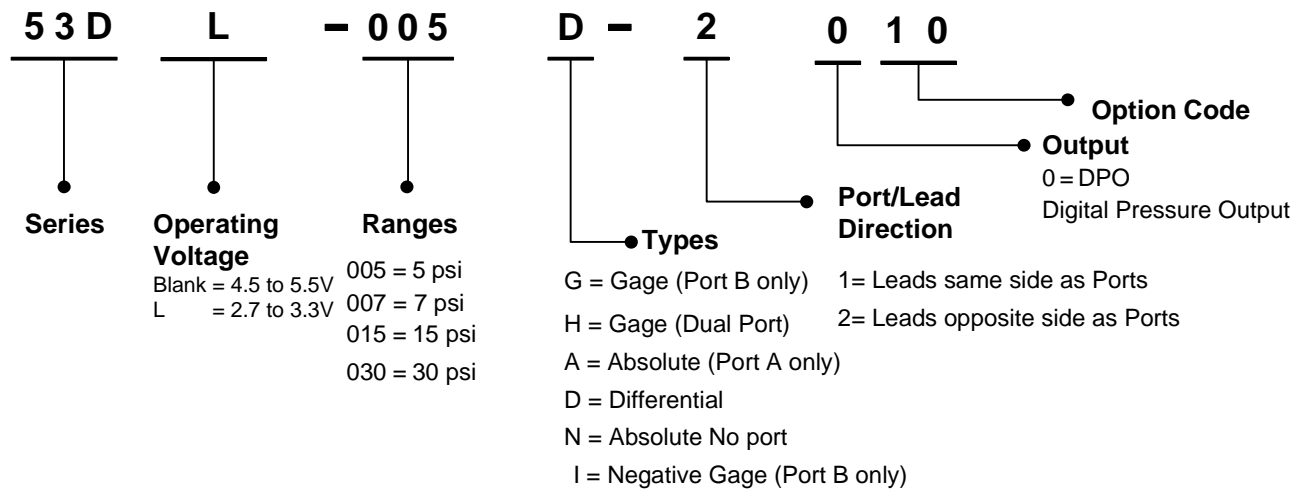 53D L - 005 D - 2 0 10
Option Code
Output
0 = DPO
Digital Pressure Output
Port/Lead
Direction
1= Leads same side as Ports
2= Leads opposite side as Ports
Types
G = Gage (Port B only)
H = Gage (Dual Port)
A = Absolute (Port A only)
D = Differential
N = Absolute No port
I = Negative Gage (Port B only)
Ranges
005 = 5 psi
007 = 7 psi
015 = 15 psi
030 = 30 psi
Operating
Voltage
Blank = 4.5 to 5.5V
L = 2.7 to 3.3V
Series